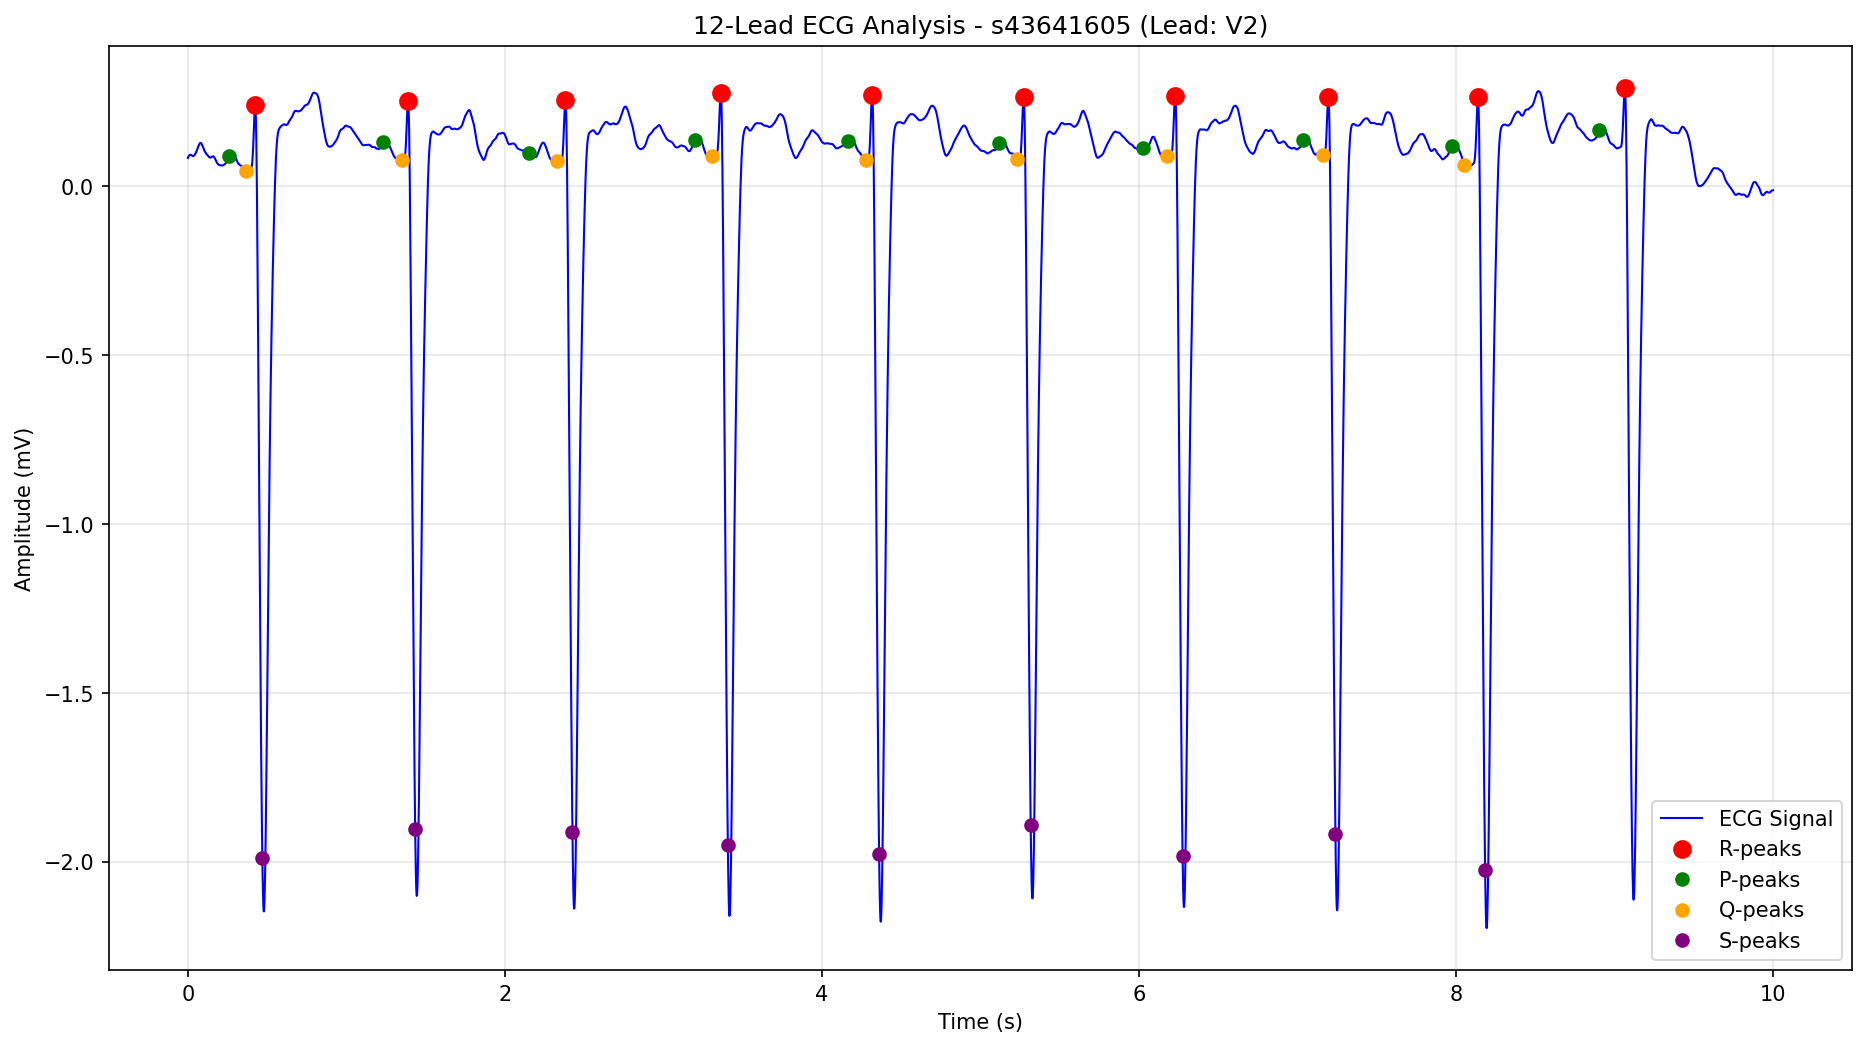 12-Lead ECG Analysis - s43641605 (Lead: V2)
Amplitude (mV)
0.0
−0.5
−1.0
−1.5
−2.0
0 2 4 6 8 10
Time (s)
ECG Signal
R-peaks
P-peaks
Q-peaks
S-peaks